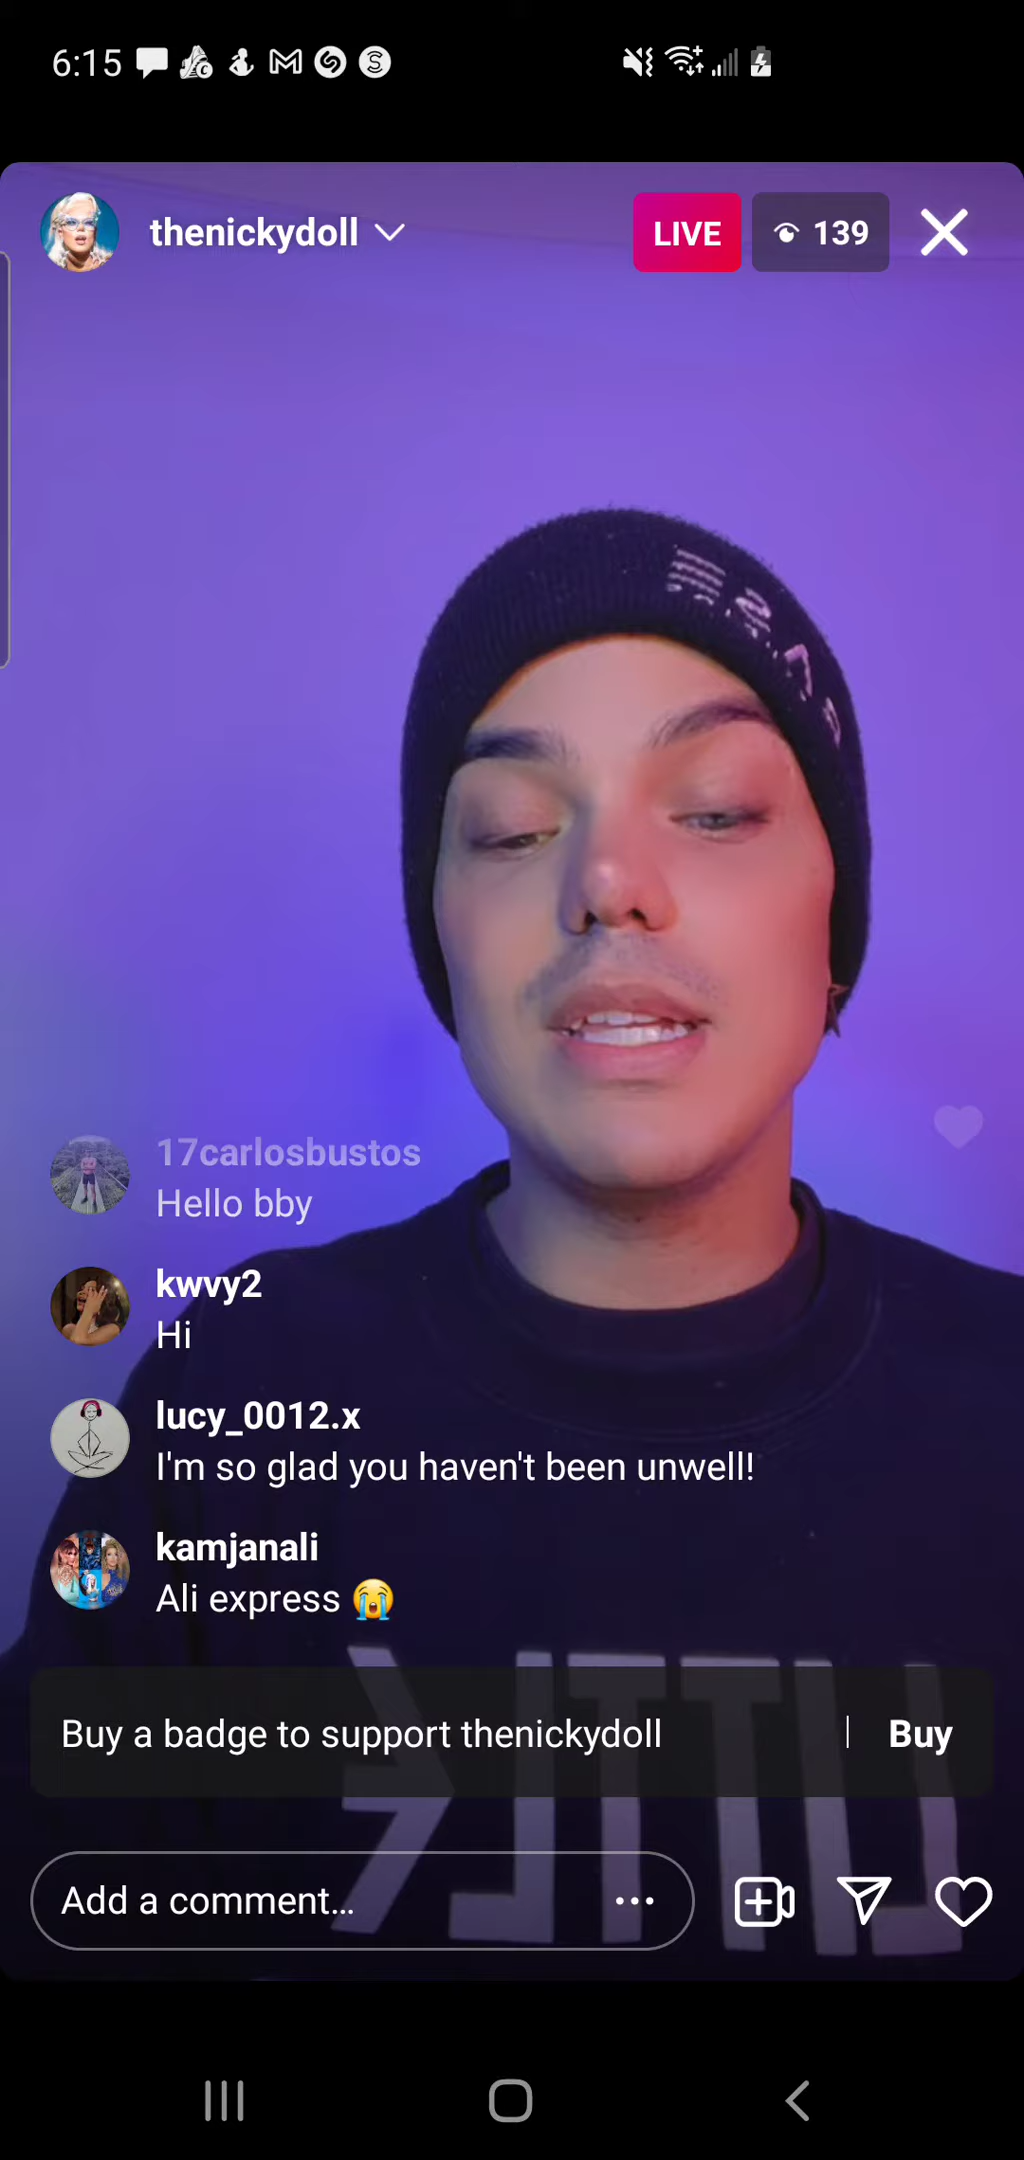 6:15
thenickydoll
LIVE
139
17carlosbustos
Hello bby
kwvy2
Hi
lucy_0012.x
I'm so glad you haven't been unwell!
kamjanali
Ali express 😭
Buy a badge to support thenickydoll | Buy
Add a comment...